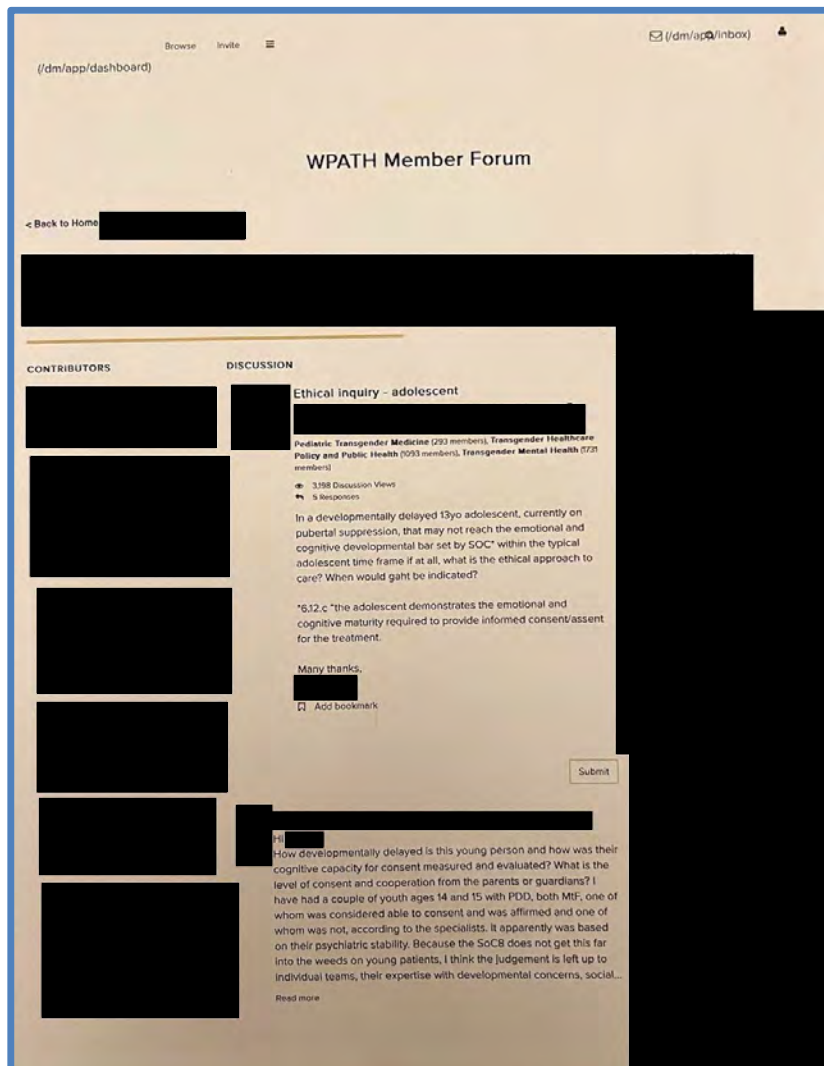 Browse Invite
(/dm/app/inbox)
(/dm/app/dashboard)
WPATH Member Forum
< Back to Home
CONTRIBUTORS
DISCUSSION
Ethical inquiry - adolescent
Pediatric Transgender Medicine (293 members), Transgender Healthcare
Policy and Public Health (1093 members), Transgender Mental Health (1731
members)
3,198 Discussion Views
5 Responses
In a developmentally delayed 13yo adolescent, currently on
pubertal suppression, that may not reach the emotional and
cognitive developmental bar set by SOC* within the typical
adolescent time frame if at all, what is the ethical approach to
care? When would gaht be indicated?
*6.12.c "the adolescent demonstrates the emotional and
cognitive maturity required to provide informed consent/assent
for the treatment.
Many thanks,
Add bookmark
Submit
Hi
How developmentally delayed is this young person and how was their
cognitive capacity for consent measured and evaluated? What is the
level of consent and cooperation from the parents or guardians? I
have had a couple of youth ages 14 and 15 with PDD, both MtF, one of
whom was considered able to consent and was affirmed and one of
whom was not, according to the specialists. It apparently was based
on their psychiatric stability. Because the SoC8 does not get this far
into the weeds on young patients, I think the judgement is left up to
individual teams, their expertise with developmental concerns, social...
Read more